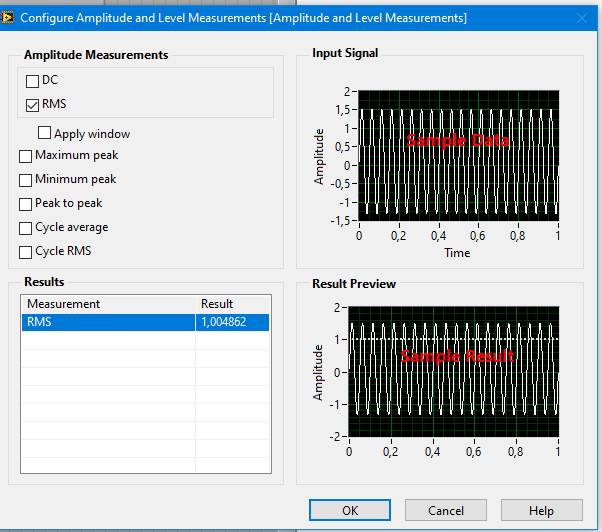 Configure Amplitude and Level Measurements [Amplitude and Level Measurements]
Amplitude Measurements
DC
RMS
Apply window
Maximum peak
Minimum peak
Peak to peak
Cycle average
Cycle RMS
Results
Measurement Result
RMS 1,004862
Input Signal
Amplitude
2
1,5
1
0,5
0
-0,5
-1
-1,5
Sample Data
0 0,2 0,4 0,6 0,8 1
Time
Result Preview
Amplitude
2
1
0
-1
-2
Sample Result
0 0,2 0,4 0,6 0,8 1
OK Cancel Help